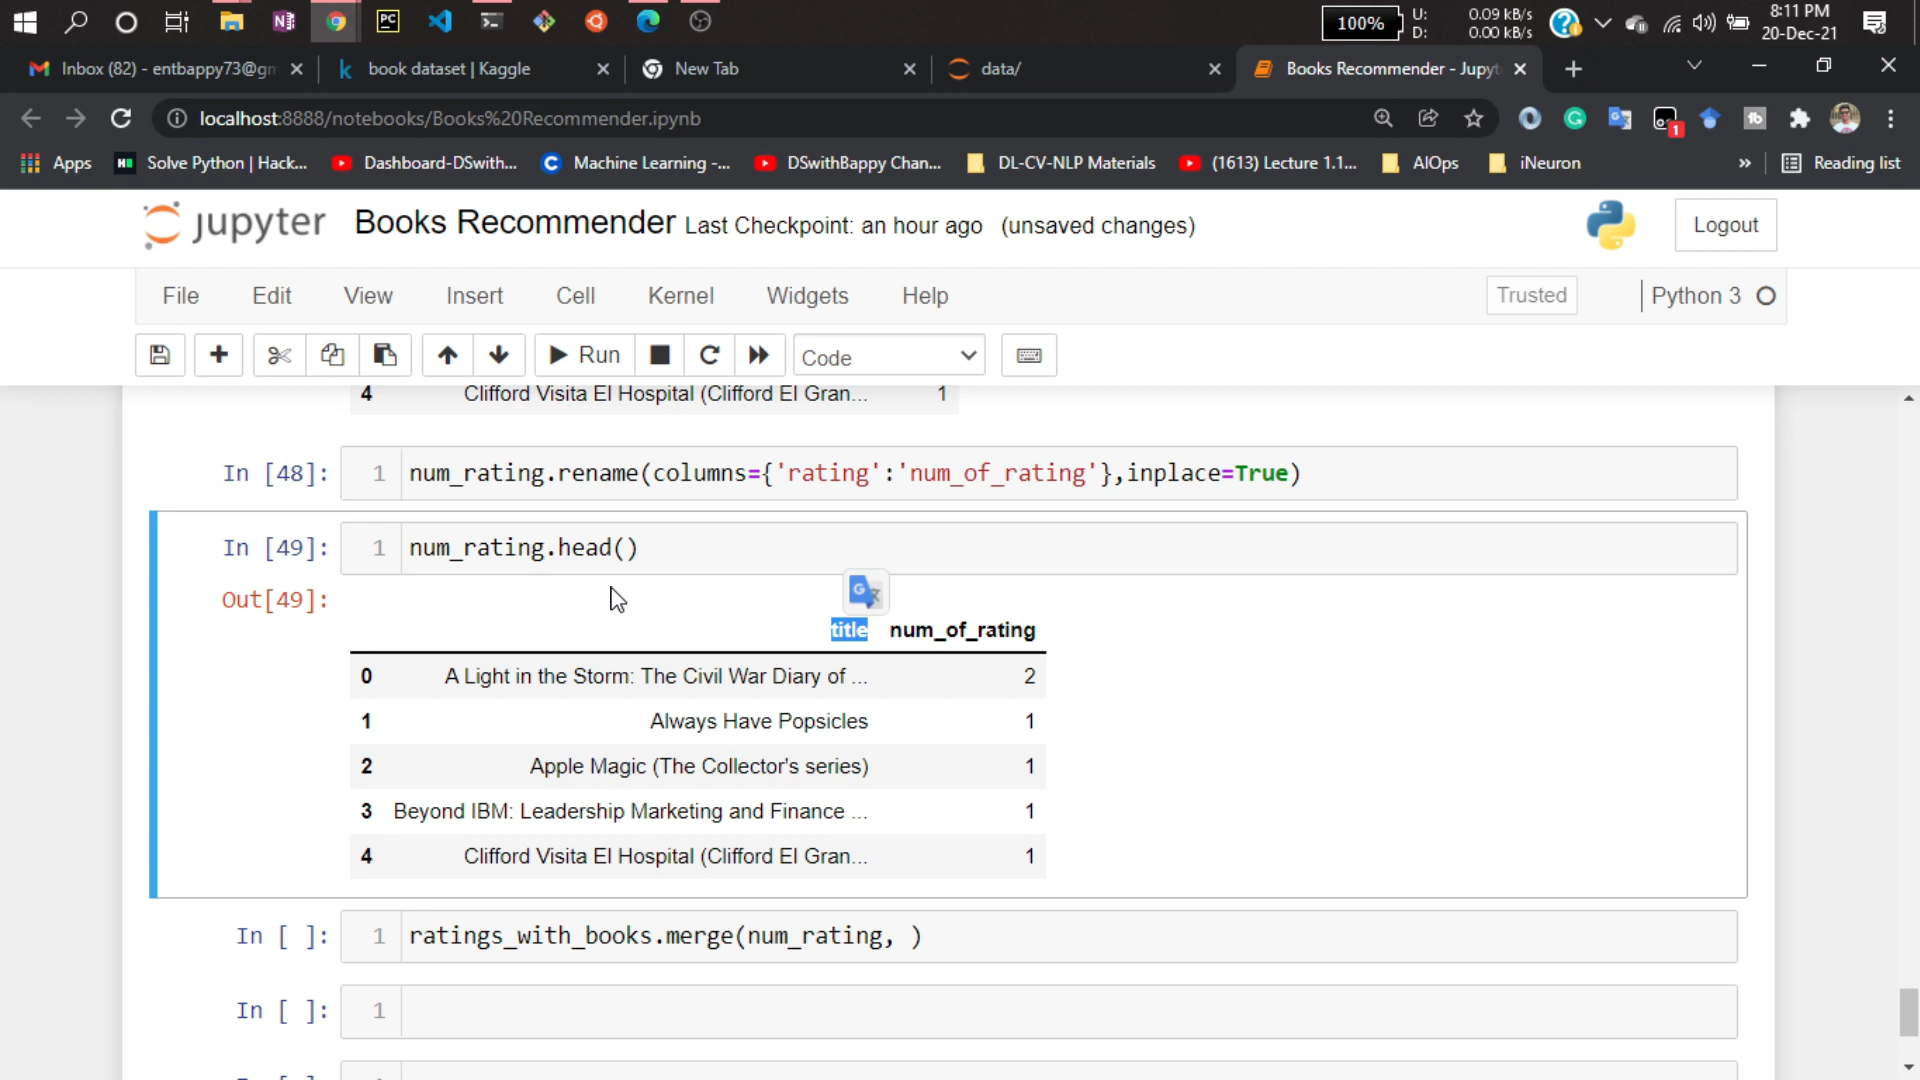 PC
100%
U: 0.09 kB/s
D: 0.00 kB/s
8:11 PM
20-Dec-21
Inbox (82) - entbappy73@gm
k book dataset | Kaggle
New Tab
data/
Books Recommender - Jupyt
localhost:8888/notebooks/Books%20Recommender.ipynb
1
Apps
Solve Python | Hack...
Dashboard-DSwith...
Machine Learning -...
DSwithBappy Chan...
DL-CV-NLP Materials
(1613) Lecture 1.1...
AIOps
iNeuron
»
Reading list
jupyter Books Recommender Last Checkpoint: an hour ago (unsaved changes)
Logout
File Edit View Insert Cell Kernel Widgets Help
Trusted
Python 3
Run
Code
4 Clifford Visita El Hospital (Clifford El Gran... 1
In [48]: 1 num_rating.rename(columns={'rating':'num_of_rating'},inplace=True)
In [49]: 1 num_rating.head()
Out[49]:
title num_of_rating
0 A Light in the Storm: The Civil War Diary of ... 2
1 Always Have Popsicles 1
2 Apple Magic (The Collector's series) 1
3 Beyond IBM: Leadership Marketing and Finance ... 1
4 Clifford Visita El Hospital (Clifford El Gran... 1
In [ ]: 1 ratings_with_books.merge(num_rating, )
In [ ]: 1